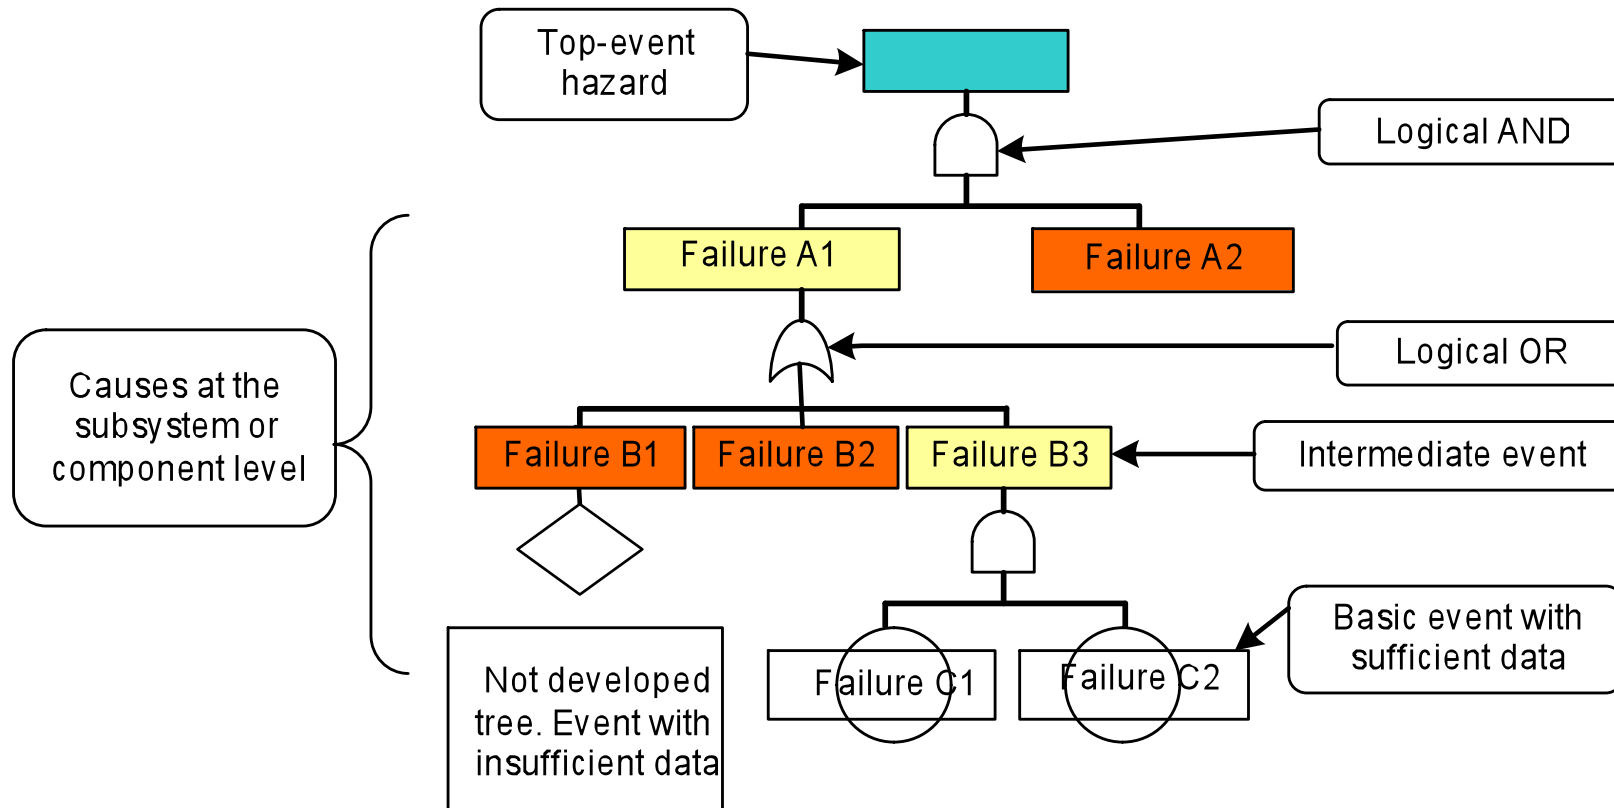 Top-event
hazard
Logical AND
Failure A1
Failure A2
Logical OR
Causes at the
subsystem or
component level
Failure B1
Failure B2
Failure B3
Intermediate event
Basic event with
sufficient data
Not developed
tree. Event with
insufficient data
Failure C1
Failure C2